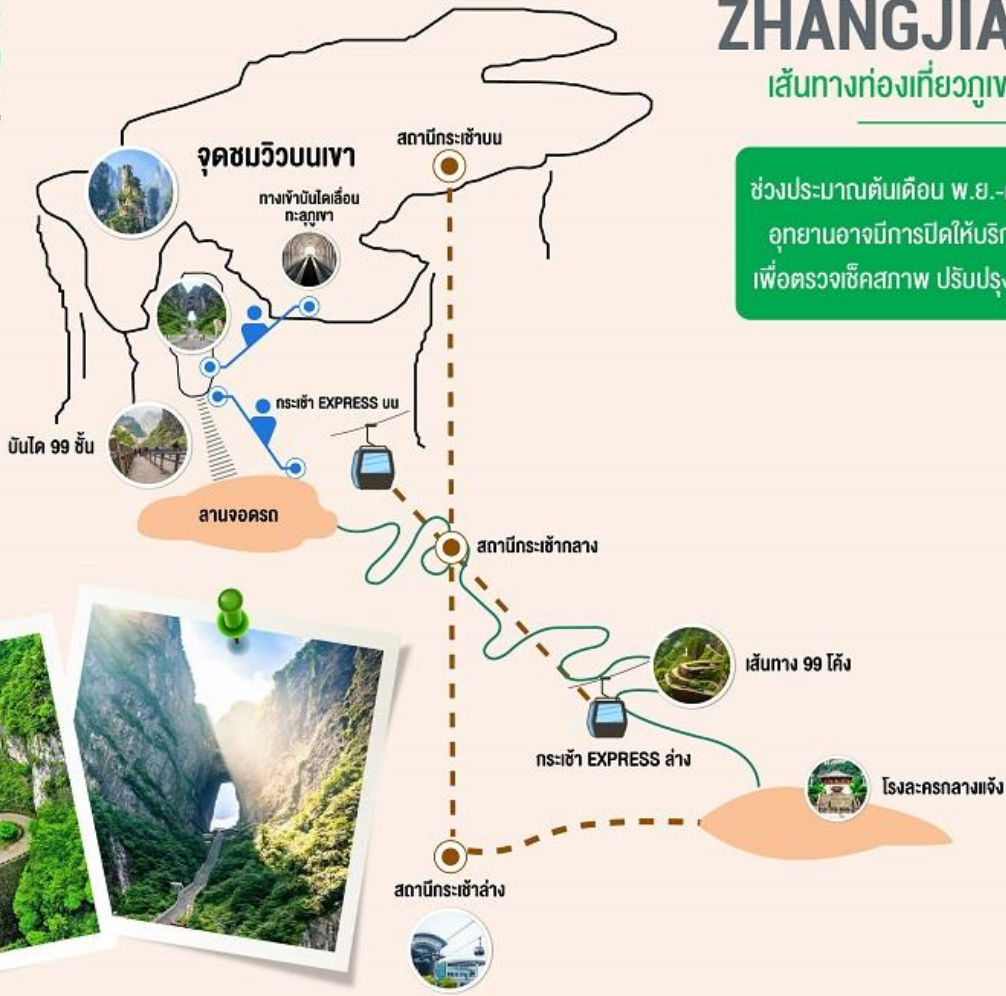 ZHANGJIA
เส้นทางท่องเที่ยวภูเข
ช่วงประมาณต้นเดือน พ.ย.-
อุทยานอาจมีการปิดให้บริก
เพื่อตรวจเช็คสภาพ ปรับปรุง
จุดชมวิวบนเขา
สถานีกระเช้าบน
ทางเข้าบันไดเลื่อน
ทะลุภูเขา
กระเช้า EXPRESS บน
บันได 99 ชั้น
ลานจอดรถ
สถานีกระเช้ากลาง
เส้นทาง 99 โค้ง
กระเช้า EXPRESS ล่าง
โรงละครกลางแจ้ง
สถานีกระเช้าล่าง